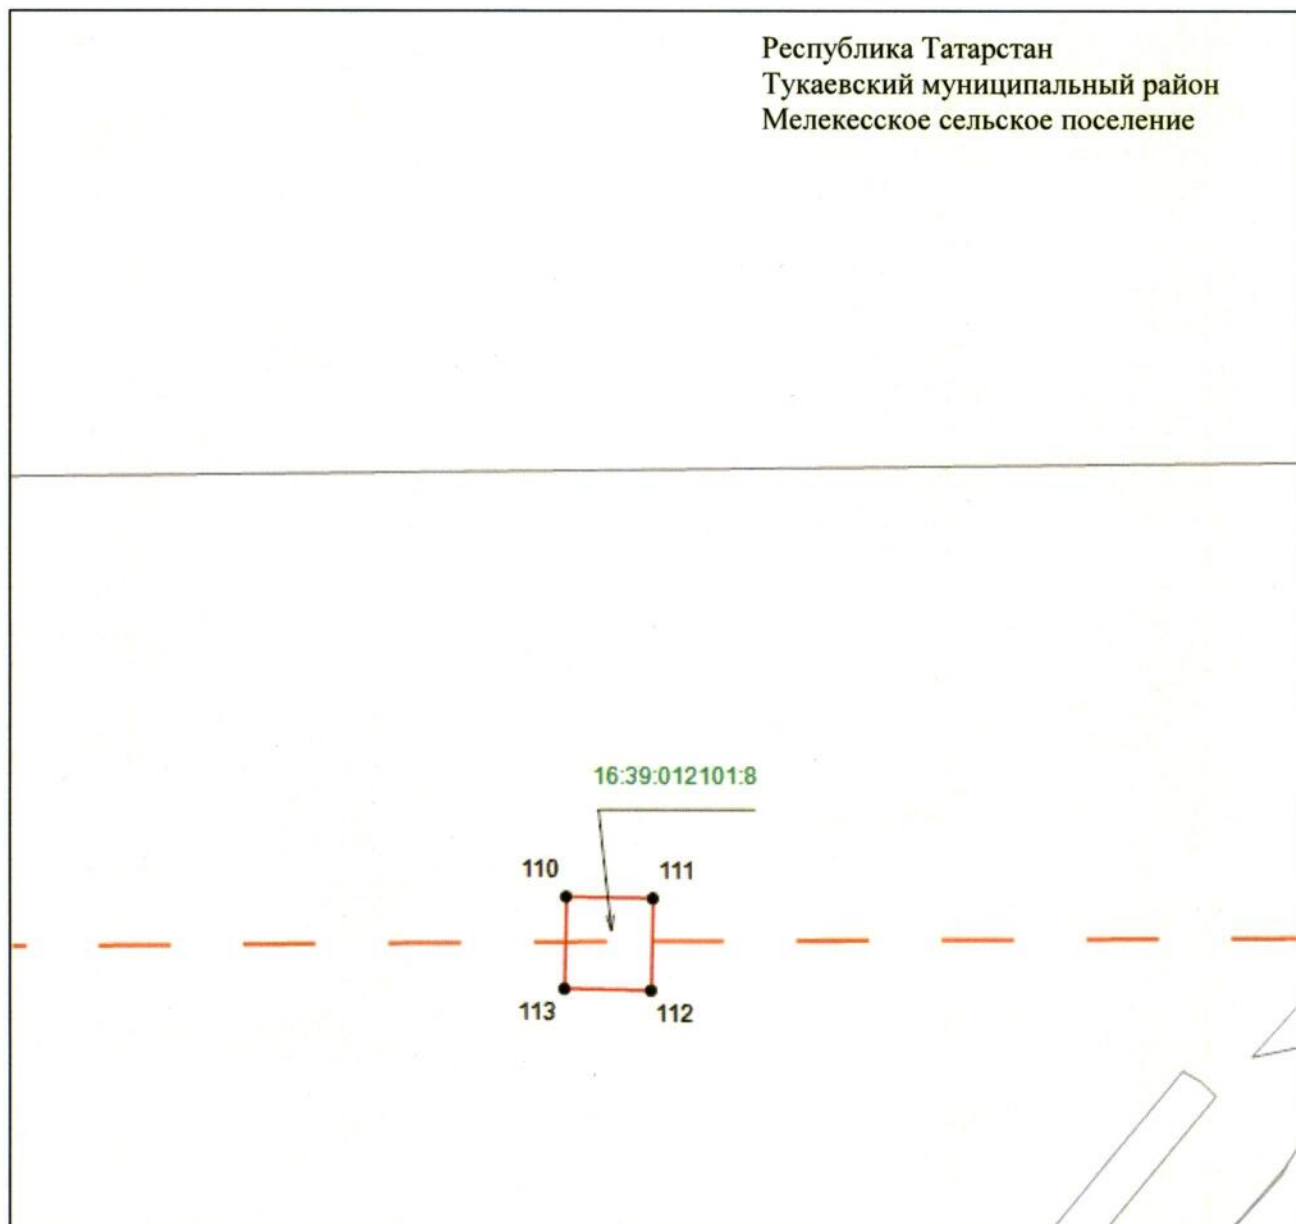 Республика Татарстан
Тукаевский муниципальный район
Мелекесское сельское поселение
16:39:012101:8
110
111
113
112